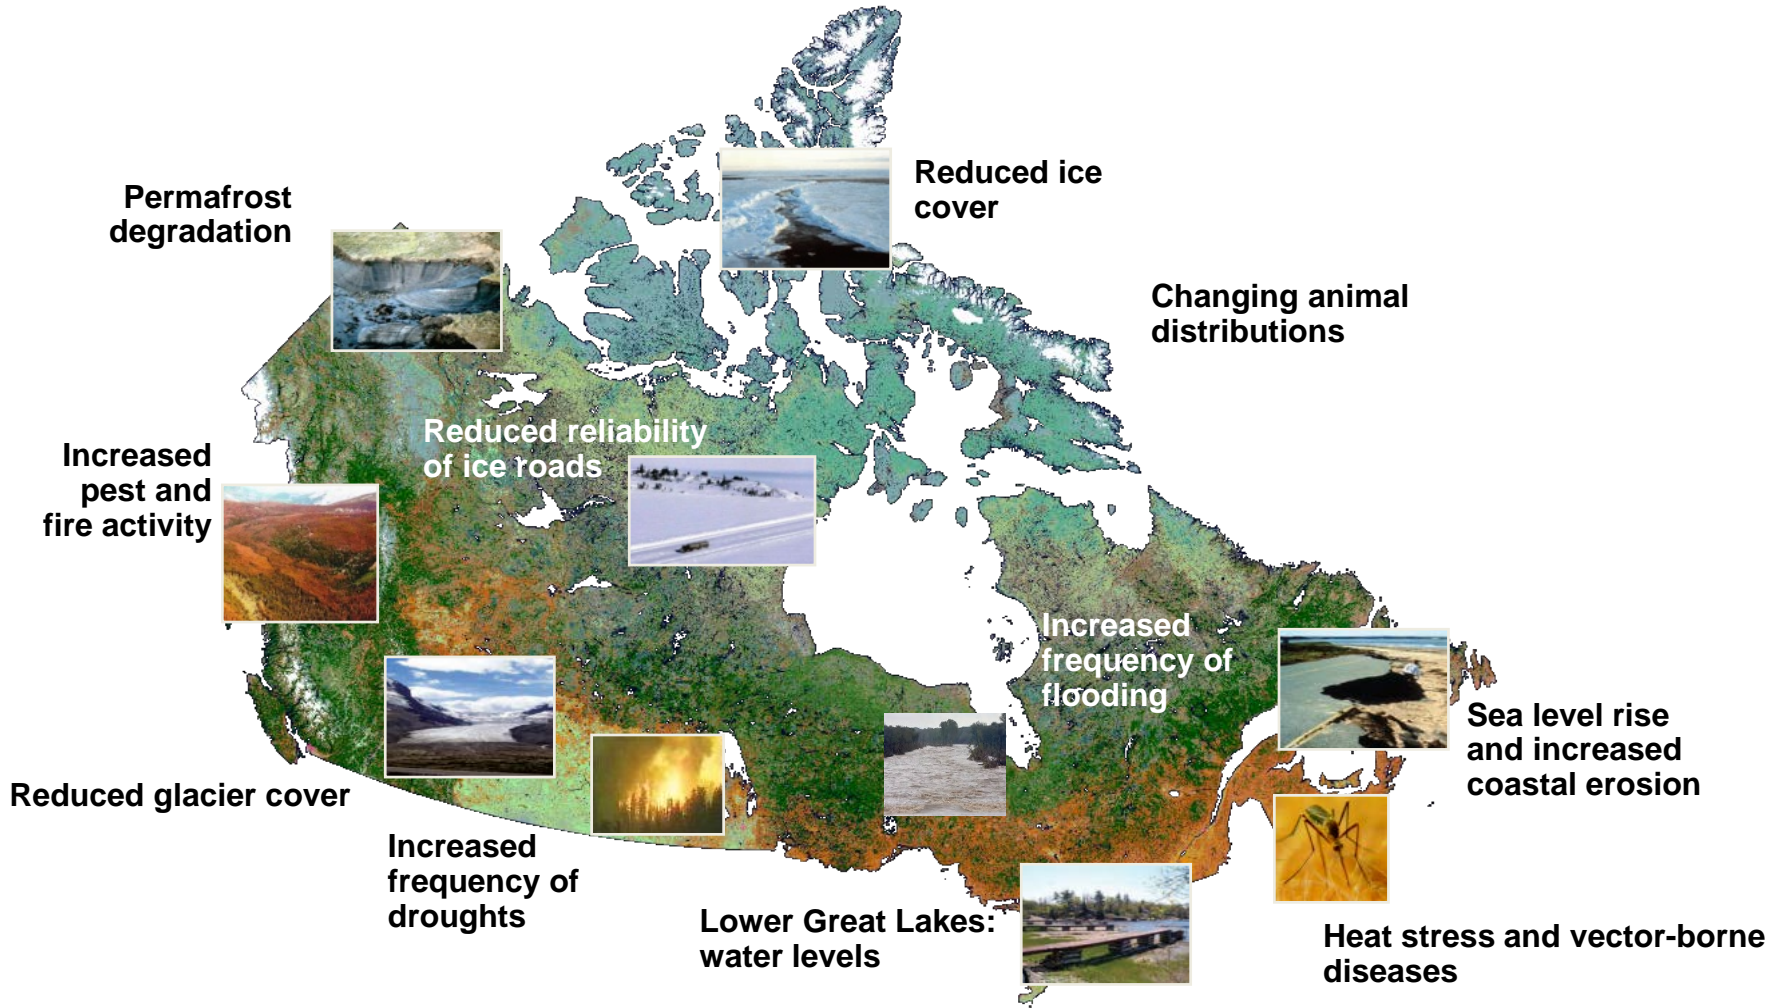 Reduced ice
cover
Permafrost
degradation
Changing animal
distributions
Reduced reliability
of ice roads
Increased
pest and
fire activity
Increased
frequency of
flooding
Sea level rise
and increased
coastal erosion
Reduced glacier cover
Increased
frequency of
droughts
Lower Great Lakes:
water levels
Heat stress and vector-borne
diseases